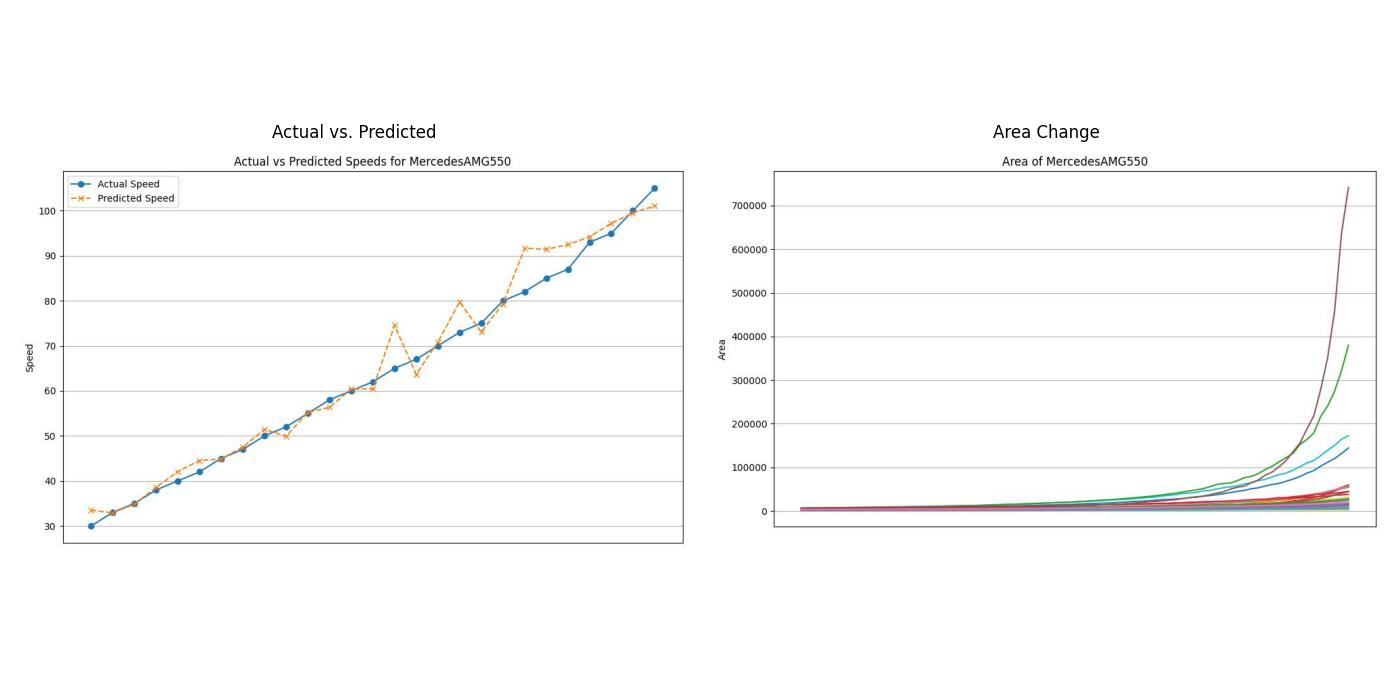 Actual vs. Predicted
Actual vs Predicted Speeds for MercedesAMG550
Actual Speed
Predicted Speed
100
90
80
70
60
50
40
30
Speed
Area Change
Area of MercedesAMG550
700000
600000
500000
400000
300000
200000
100000
0
Area